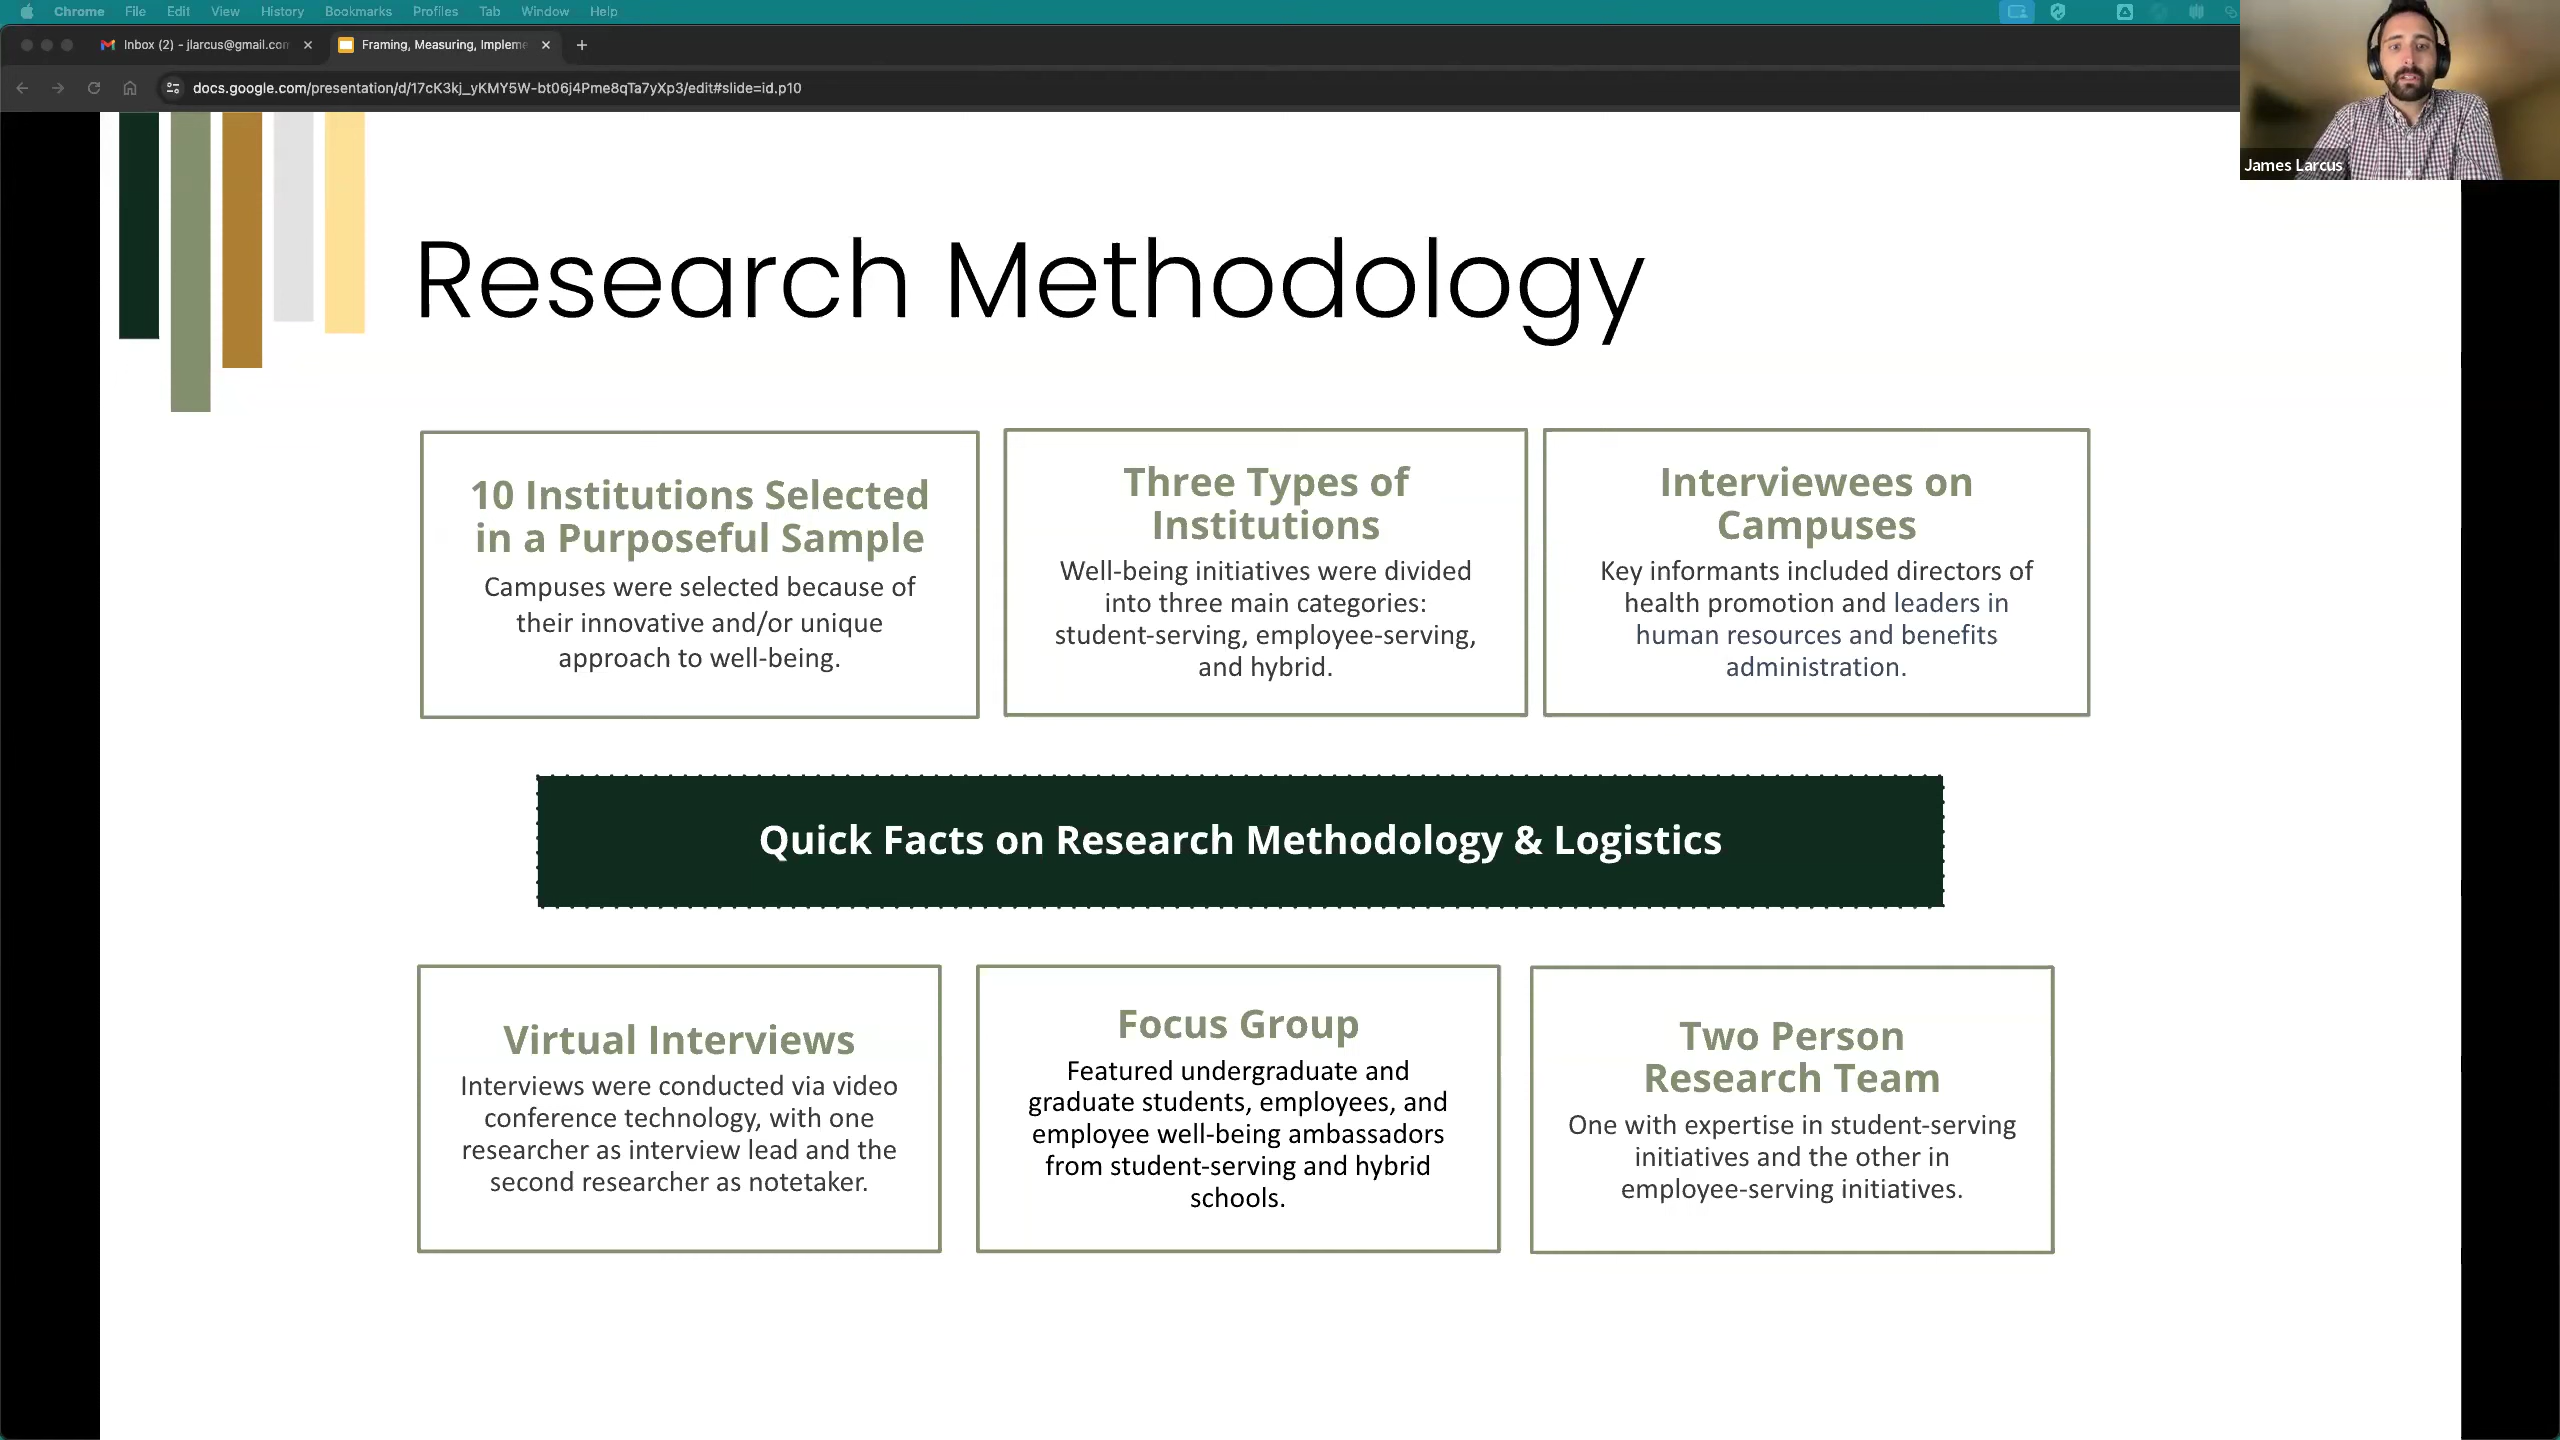 Chrome File Edit View History Bookmarks Profiles Tab Window Help
Inbox (2) - jlarcus@gmail.con
Framing, Measuring, Impleme
docs.google.com/presentation/d/17cK3kj_yKMY5W-bt06j4Pme8qTa7yXp3/edit#slide=id.p10
James Larcus
Research Methodology
10 Institutions Selected
in a Purposeful Sample
Campuses were selected because of
their innovative and/or unique
approach to well-being.
Three Types of
Institutions
Well-being initiatives were divided
into three main categories:
student-serving, employee-serving,
and hybrid.
Interviewees on
Campuses
Key informants included directors of
health promotion and leaders in
human resources and benefits
administration.
Quick Facts on Research Methodology & Logistics
Virtual Interviews
Interviews were conducted via video
conference technology, with one
researcher as interview lead and the
second researcher as notetaker.
Focus Group
Featured undergraduate and
graduate students, employees, and
employee well-being ambassadors
from student-serving and hybrid
schools.
Two Person
Research Team
One with expertise in student-serving
initiatives and the other in
employee-serving initiatives.